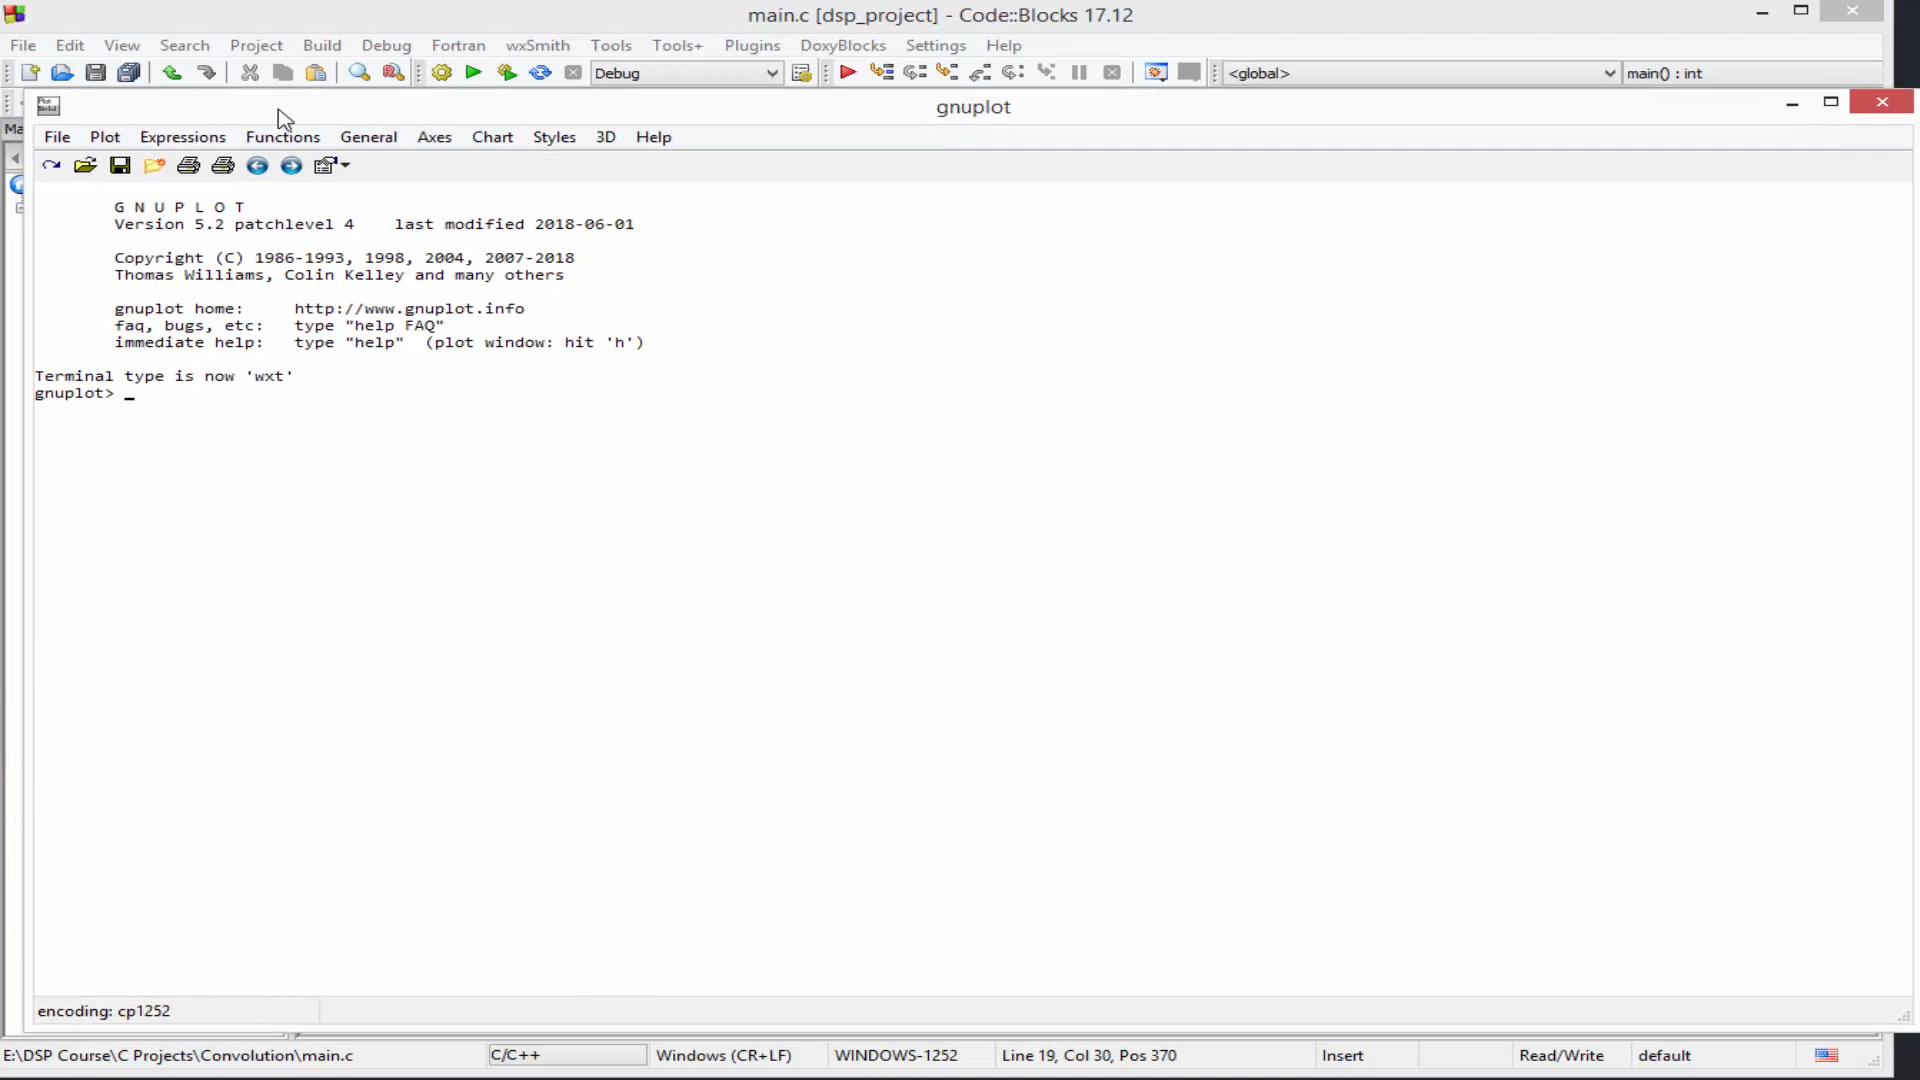 main.c [dsp_project] - Code::Blocks 17.12
File Edit View Search Project Build Debug Fortran wxSmith Tools Tools+ Plugins DoxyBlocks Settings Help
Debug <global> main() : int
gnuplot
Ma
File Plot Expressions Functions General Axes Chart Styles 3D Help
G N U P L O T
Version 5.2 patchlevel 4 last modified 2018-06-01
Copyright (C) 1986-1993, 1998, 2004, 2007-2018
Thomas Williams, Colin Kelley and many others
gnuplot home: http://www.gnuplot.info
faq, bugs, etc: type "help FAQ"
immediate help: type "help" (plot window: hit 'h')
Terminal type is now 'wxt'
gnuplot> _
encoding: cp1252
E:\DSP Course\C Projects\Convolution\main.c C/C++ Windows (CR+LF) WINDOWS-1252 Line 19, Col 30, Pos 370 Insert Read/Write default